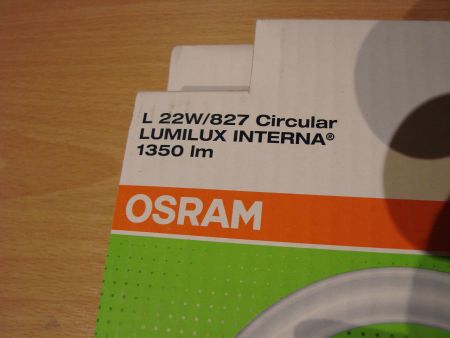 L 22W/827 Circular
LUMILUX INTERNA®
1350 lm
OSRAM